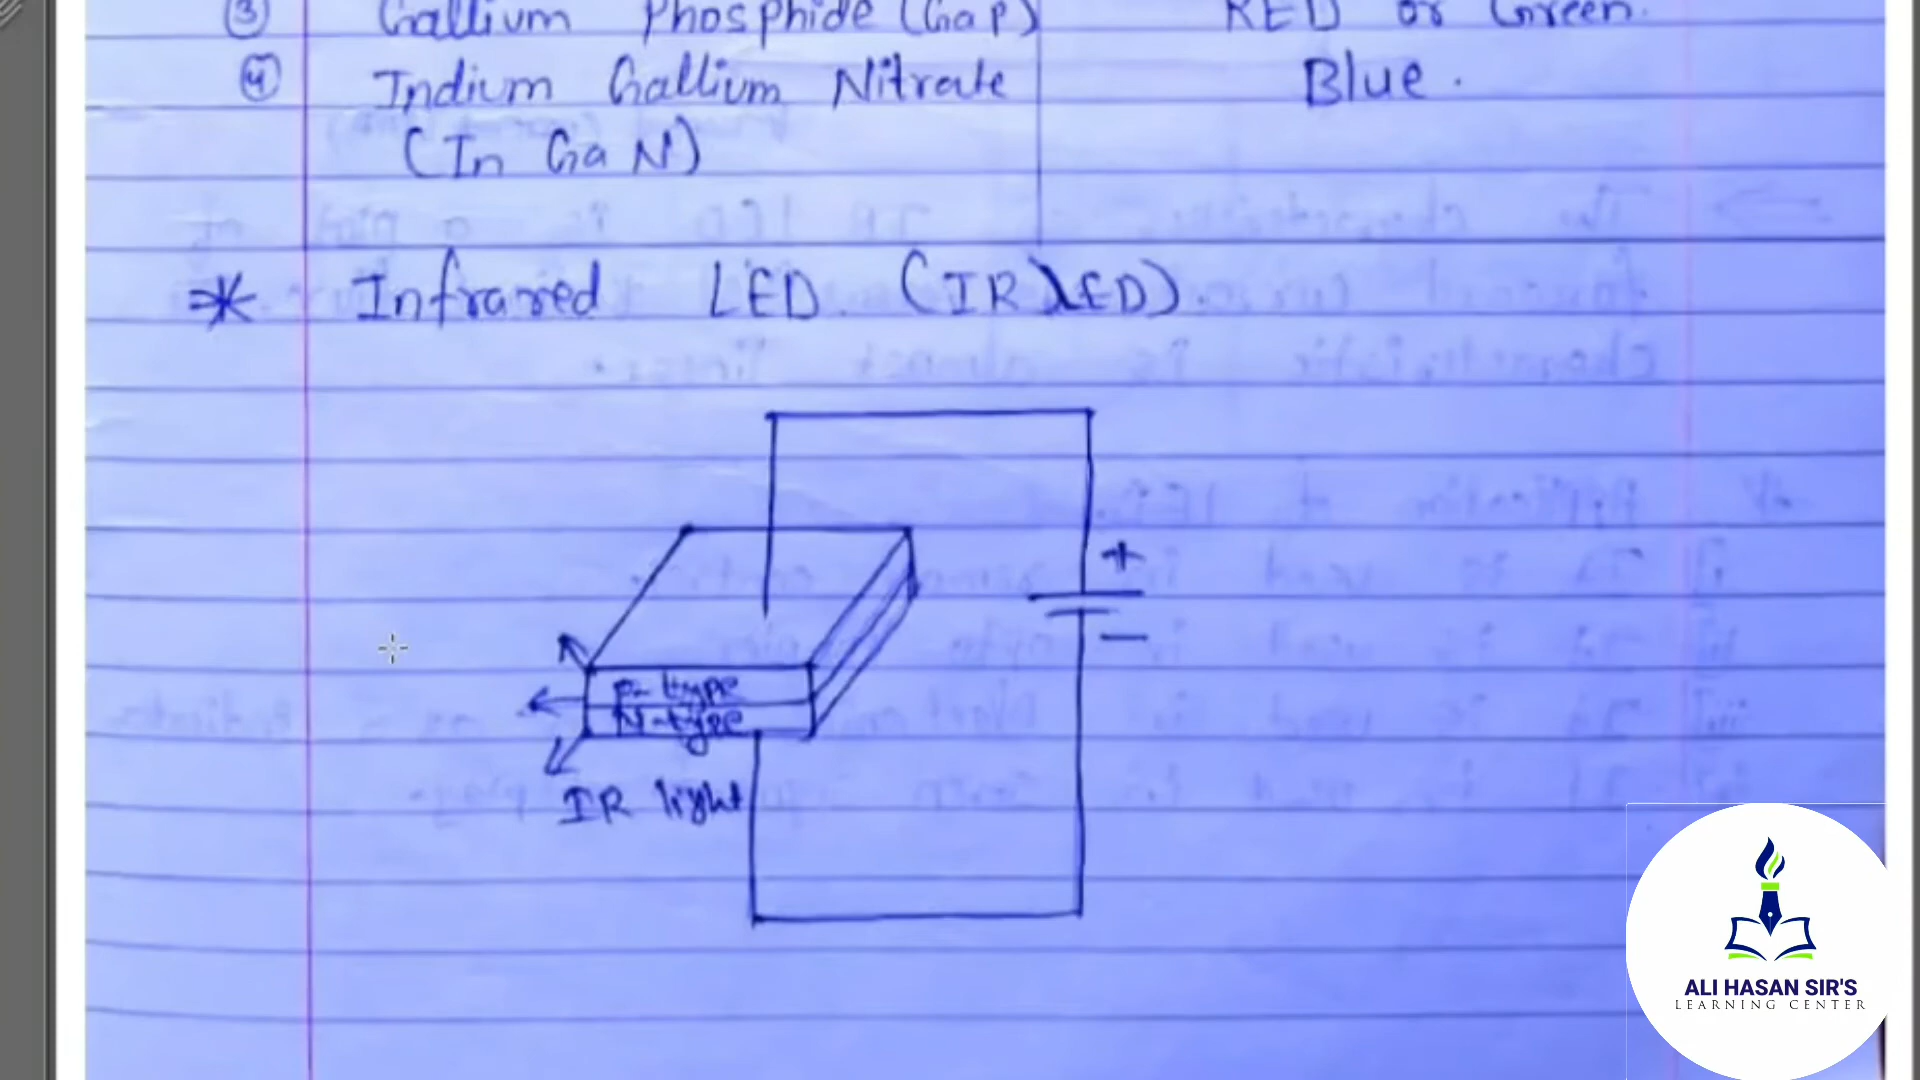 ③ Gallium Phosphide (Gap) RED or Green.
④ Indium Gallium Nitrate Blue.
(In Ga N)
⇒* Infrared LED (IR LED)
+
−
P-type
N-type
IR light
ALI HASAN SIR'S
LEARNING CENTER